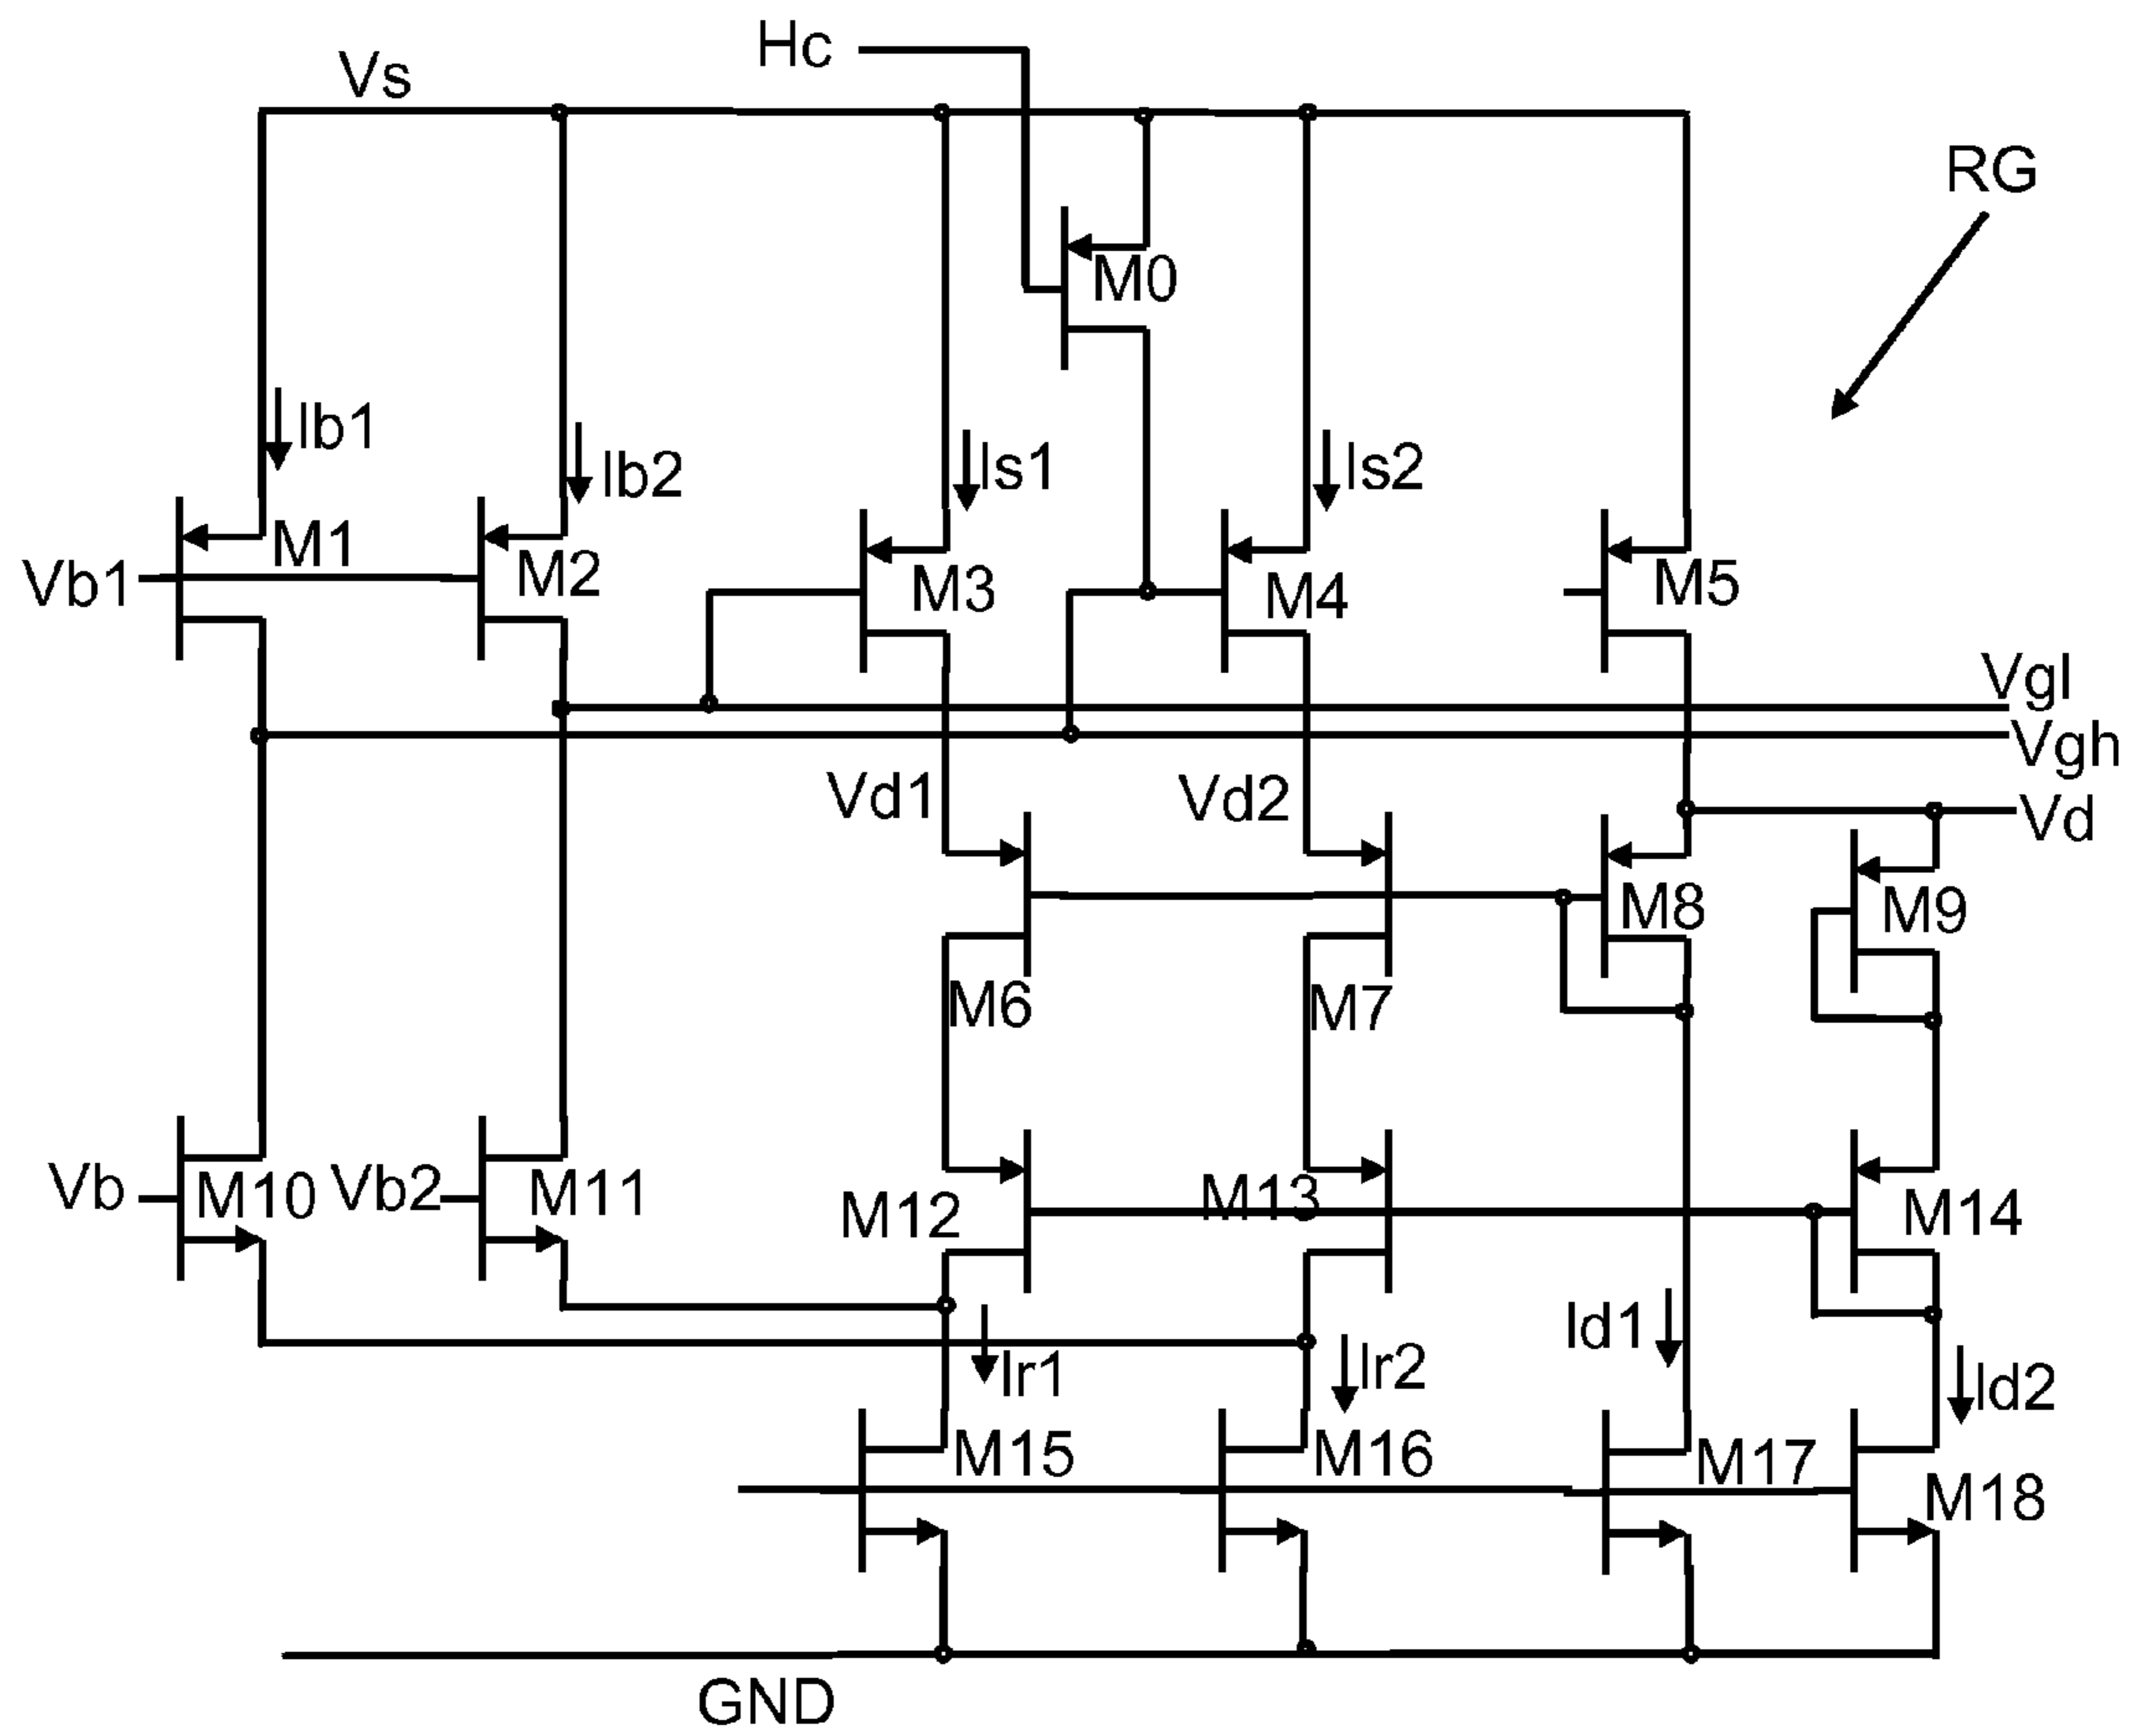 Hc
Vs
RG
M0
Ib1
Ib2
Is1
Is2
Vb1
M1
M2
M3
M4
M5
Vgl
Vgh
Vd1
Vd2
Vd
M8
M9
M6
M7
Vb
M10
Vb2
M11
M12
M13
M14
Id1
Ir1
Ir2
Id2
M15
M16
M17
M18
GND